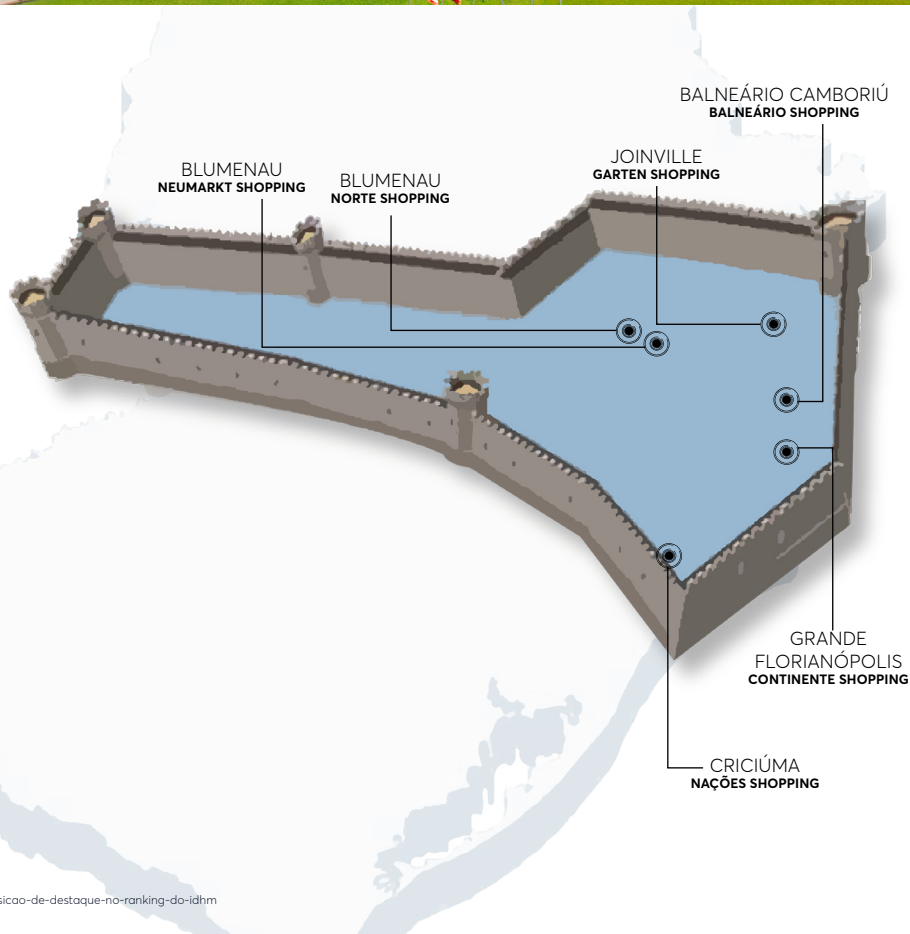 BALNEÁRIO CAMBORIÚ
BALNEÁRIO SHOPPING
JOINVILLE
GARTEN SHOPPING
BLUMENAU
NEUMARKT SHOPPING
BLUMENAU
NORTE SHOPPING
GRANDE
FLORIANÓPOLIS
CONTINENTE SHOPPING
CRICIÚMA
NAÇÕES SHOPPING
sicao-de-destaque-no-ranking-do-idhm